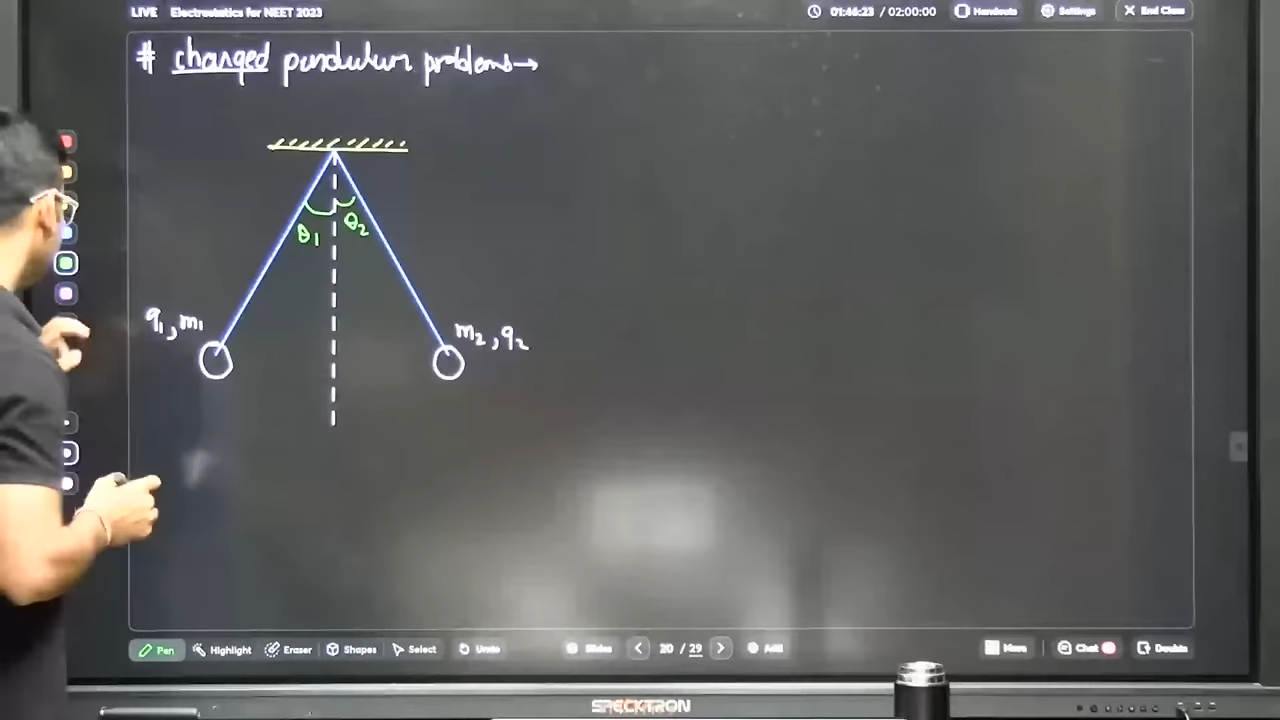 LIVE Electrostatics for NEET 2023
01:46:23 / 02:00:00 Handouts Settings End Class
# charged pendulum problems→
θ1 θ2
q1, m1
m2, q2
Pen Highlight Eraser Shapes Select Undo Slides 20 / 29 Add More Chat Doubts
SPECKTRON